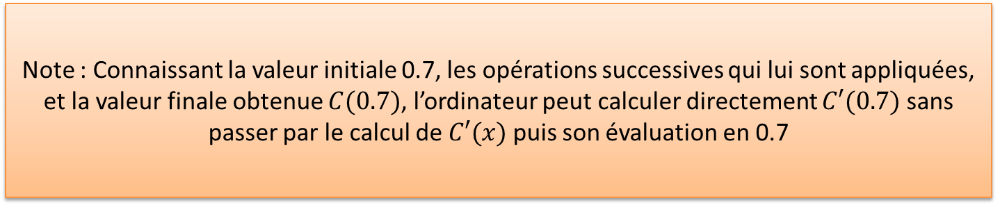 Note : Connaissant la valeur initiale 0.7, les opérations successives qui lui sont appliquées,
et la valeur finale obtenue C(0.7), l’ordinateur peut calculer directement C′(0.7) sans
passer par le calcul de C′(x) puis son évaluation en 0.7